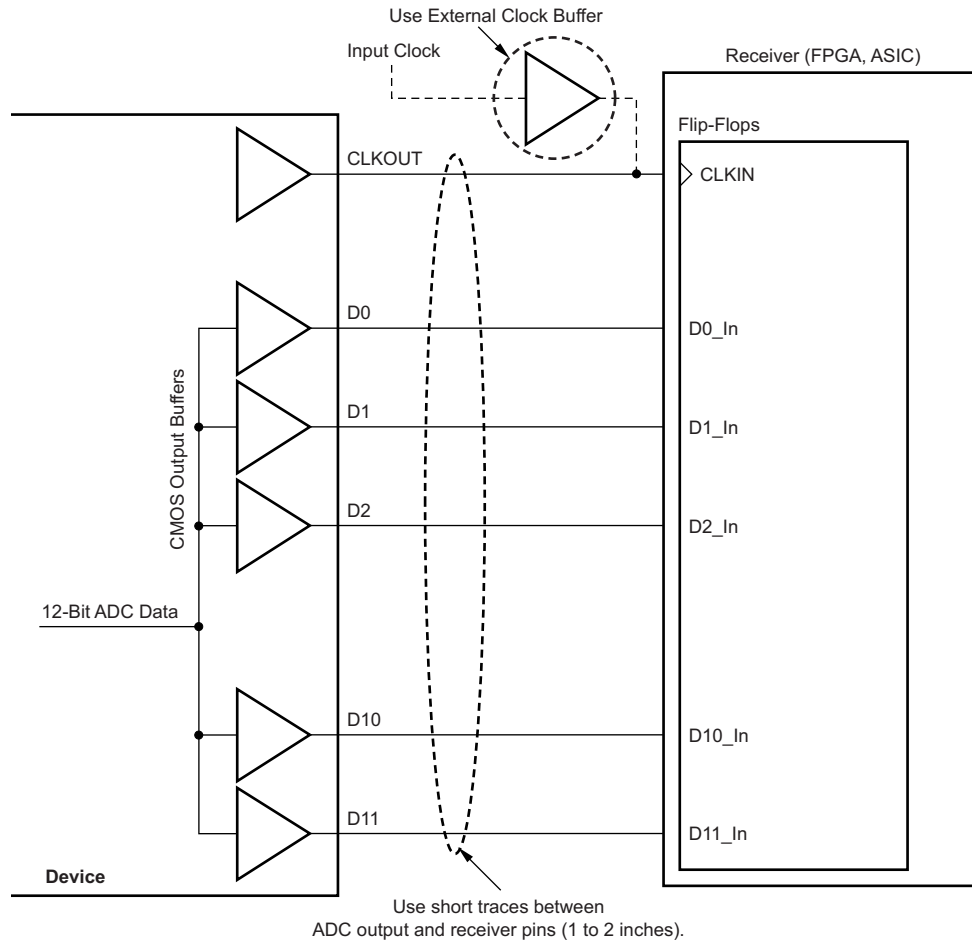 Use External Clock Buffer
Input Clock
Receiver (FPGA, ASIC)
Flip-Flops
CLKOUT
CLKIN
D0
D0_In
D1
D1_In
CMOS Output Buffers
D2
D2_In
12-Bit ADC Data
D10
D10_In
D11
D11_In
Device
Use short traces between
ADC output and receiver pins (1 to 2 inches).